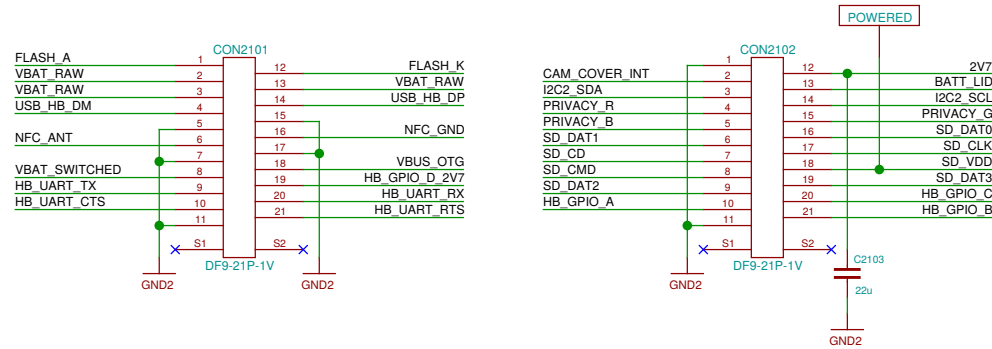 POWERED
CON2101
FLASH_A 1 12 FLASH_K
VBAT_RAW 2 13 VBAT_RAW
VBAT_RAW 3 14 USB_HB_DP
USB_HB_DM 4 15
5 16 NFC_GND
NFC_ANT 6 17
7 18 VBUS_OTG
VBAT_SWITCHED 8 19 HB_GPIO_D_2V7
HB_UART_TX 9 20 HB_UART_RX
HB_UART_CTS 10 21 HB_UART_RTS
11
S1 S2
DF9-21P-1V
GND2 GND2
CON2102
1 12 2V7
CAM_COVER_INT 2 13 BATT_LID
I2C2_SDA 3 14 I2C2_SCL
PRIVACY_R 4 15 PRIVACY_G
PRIVACY_B 5 16 SD_DAT0
SD_DAT1 6 17 SD_CLK
SD_CD 7 18 SD_VDD
SD_CMD 8 19 SD_DAT3
SD_DAT2 9 20 HB_GPIO_C
HB_GPIO_A 10 21 HB_GPIO_B
11
S1 S2
DF9-21P-1V
C2103
22u
GND2
GND2